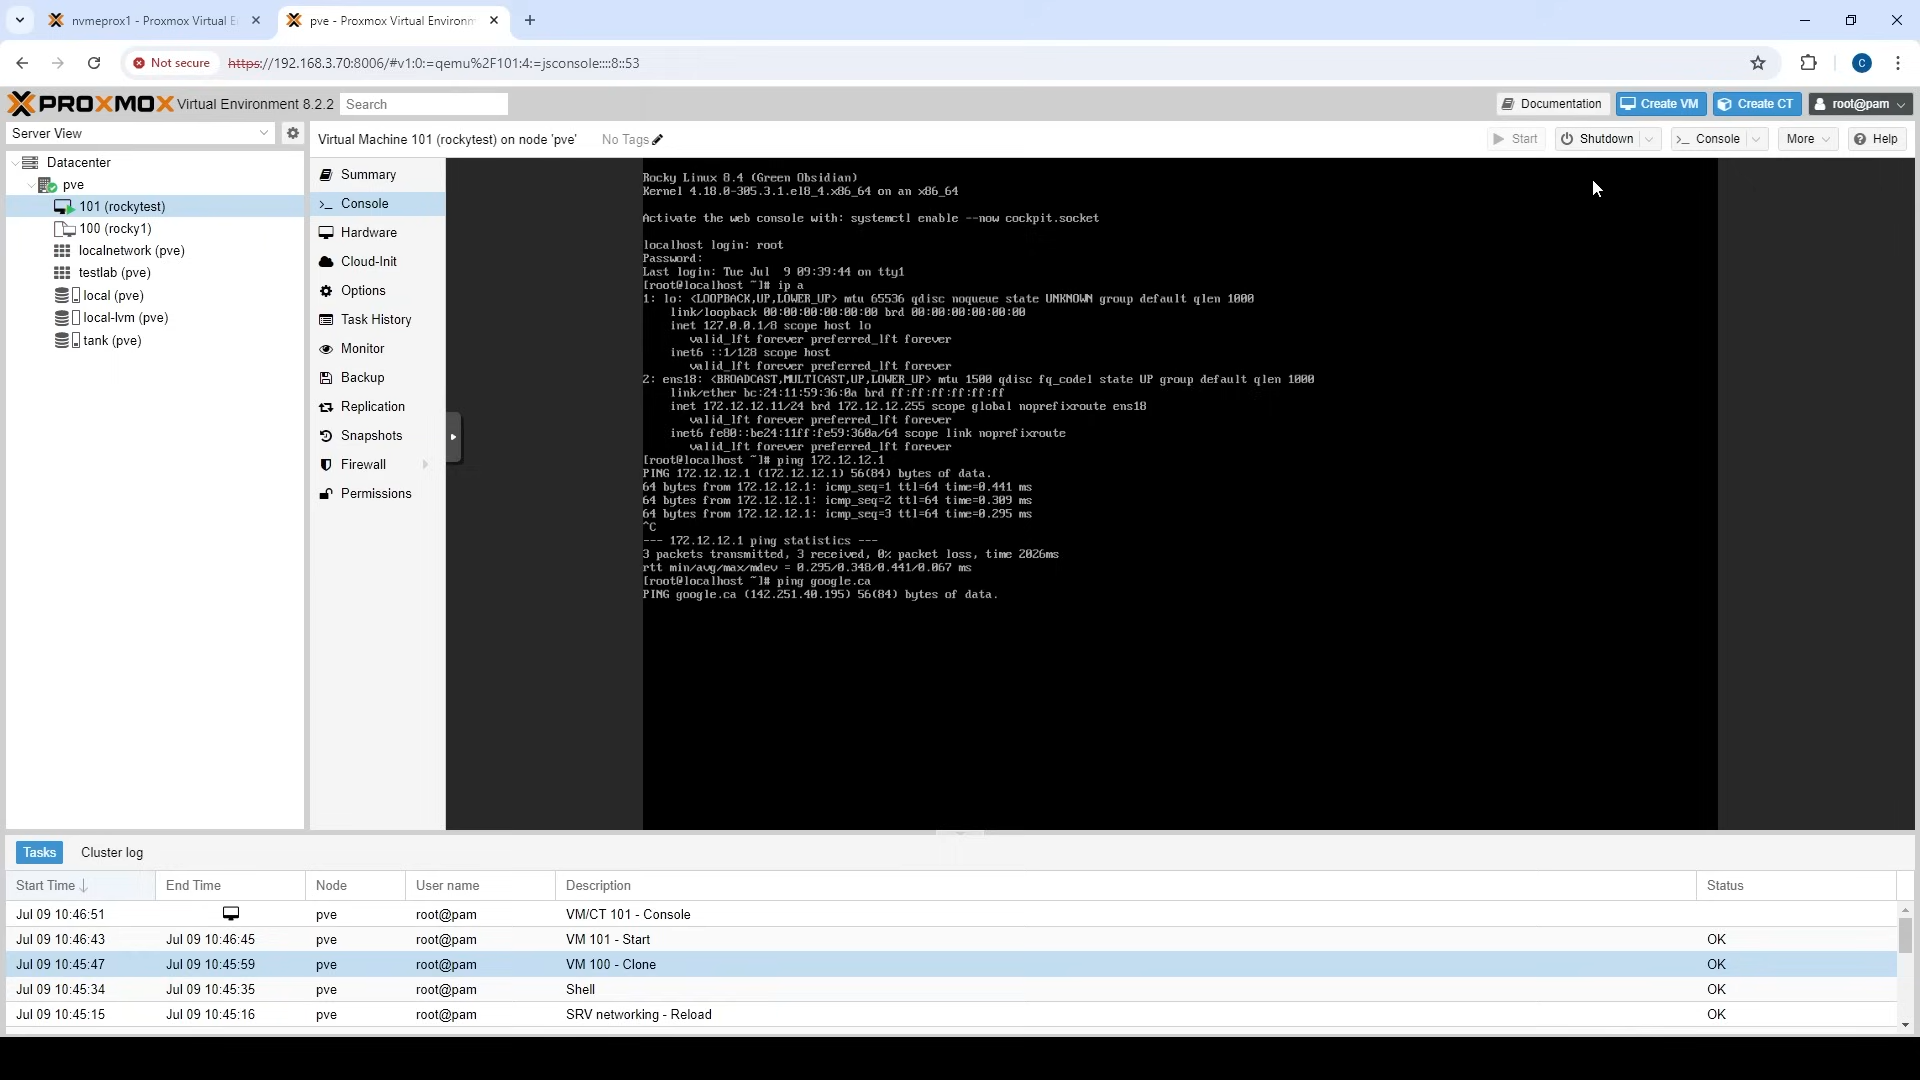 nvmeprox1 - Proxmox Virtual E
pve - Proxmox Virtual Environm
Not secure
https://192.168.3.70:8006/#v1:0:=qemu%2F101:4:=jsconsole::::8::53
C
PROXMOX Virtual Environment 8.2.2
Search
Documentation
Create VM
Create CT
root@pam
Server View
Virtual Machine 101 (rockytest) on node 'pve'
No Tags
Start
Shutdown
Console
More
Help
Datacenter
pve
101 (rockytest)
100 (rocky1)
localnetwork (pve)
testlab (pve)
local (pve)
local-lvm (pve)
tank (pve)
Summary
Console
Hardware
Cloud-Init
Options
Task History
Monitor
Backup
Replication
Snapshots
Firewall
Permissions
Rocky Linux 8.4 (Green Obsidian)
Kernel 4.18.0-305.3.1.el8_4.x86_64 on an x86_64
Activate the web console with: systemctl enable --now cockpit.socket
localhost login: root
Password:
Last login: Tue Jul  9 09:39:44 on tty1
[root@localhost ~]# ip a
1: lo: <LOOPBACK,UP,LOWER_UP> mtu 65536 qdisc noqueue state UNKNOWN group default qlen 1000
link/loopback 00:00:00:00:00:00 brd 00:00:00:00:00:00
inet 127.0.0.1/8 scope host lo
valid_lft forever preferred_lft forever
inet6 ::1/128 scope host
valid_lft forever preferred_lft forever
2: ens18: <BROADCAST,MULTICAST,UP,LOWER_UP> mtu 1500 qdisc fq_codel state UP group default qlen 1000
link/ether bc:24:11:59:36:0a brd ff:ff:ff:ff:ff:ff
inet 172.12.12.11/24 brd 172.12.12.255 scope global noprefixroute ens18
valid_lft forever preferred_lft forever
inet6 fe80::be24:11ff:fe59:360a/64 scope link noprefixroute
valid_lft forever preferred_lft forever
[root@localhost ~]# ping 172.12.12.1
PING 172.12.12.1 (172.12.12.1) 56(84) bytes of data.
64 bytes from 172.12.12.1: icmp_seq=1 ttl=64 time=0.441 ms
64 bytes from 172.12.12.1: icmp_seq=2 ttl=64 time=0.309 ms
64 bytes from 172.12.12.1: icmp_seq=3 ttl=64 time=0.295 ms
^C
--- 172.12.12.1 ping statistics ---
3 packets transmitted, 3 received, 0% packet loss, time 2026ms
rtt min/avg/max/mdev = 0.295/0.348/0.441/0.067 ms
[root@localhost ~]# ping google.ca
PING google.ca (142.251.40.195) 56(84) bytes of data.
Tasks
Cluster log
Start Time
End Time
Node
User name
Description
Status
Jul 09 10:46:51 pve root@pam VM/CT 101 - Console
Jul 09 10:46:43 Jul 09 10:46:45 pve root@pam VM 101 - Start OK
Jul 09 10:45:47 Jul 09 10:45:59 pve root@pam VM 100 - Clone OK
Jul 09 10:45:34 Jul 09 10:45:35 pve root@pam Shell OK
Jul 09 10:45:15 Jul 09 10:45:16 pve root@pam SRV networking - Reload OK